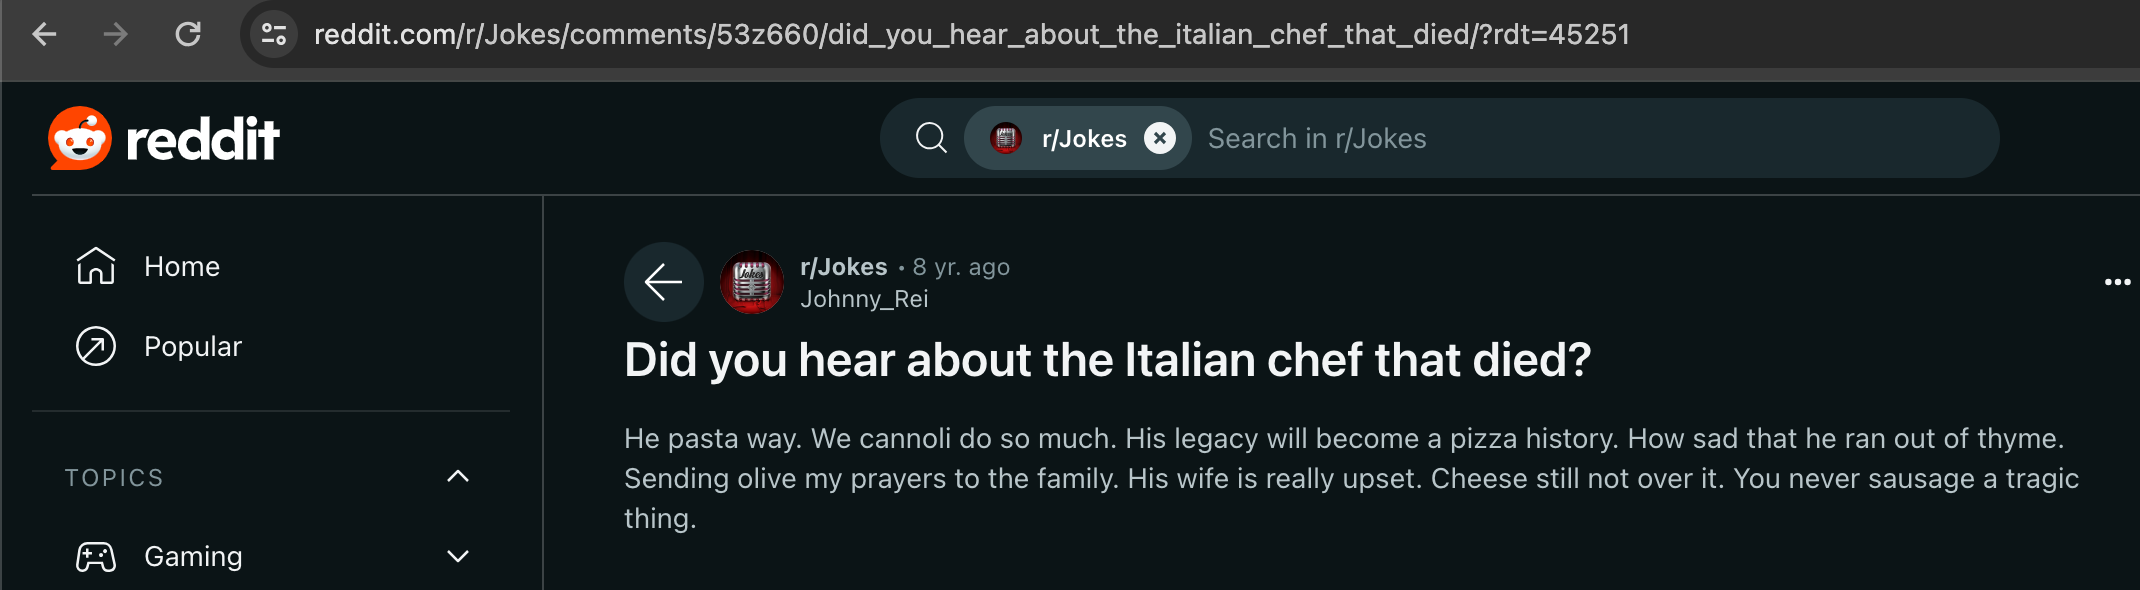 reddit.com/r/Jokes/comments/53z660/did_you_hear_about_the_italian_chef_that_died/?rdt=45251
reddit
r/Jokes
Search in r/Jokes
Home
Popular
TOPICS
Gaming
Jokes
r/Jokes • 8 yr. ago
Johnny_Rei
Did you hear about the Italian chef that died?
He pasta way. We cannoli do so much. His legacy will become a pizza history. How sad that he ran out of thyme.
Sending olive my prayers to the family. His wife is really upset. Cheese still not over it. You never sausage a tragic
thing.